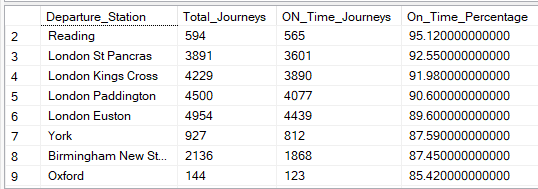 Departure_Station Total_Journeys ON_Time_Journeys On_Time_Percentage
2 Reading 594 565 95.120000000000
3 London St Pancras 3891 3601 92.550000000000
4 London Kings Cross 4229 3890 91.980000000000
5 London Paddington 4500 4077 90.600000000000
6 London Euston 4954 4439 89.600000000000
7 York 927 812 87.590000000000
8 Birmingham New St... 2136 1868 87.450000000000
9 Oxford 144 123 85.420000000000